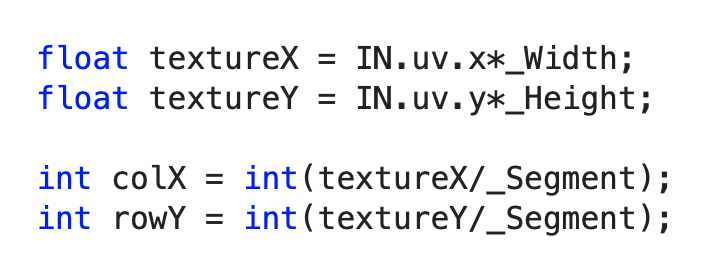 float textureX = IN.uv.x*_Width;
float textureY = IN.uv.y*_Height;
int colX = int(textureX/_Segment);
int rowY = int(textureY/_Segment);